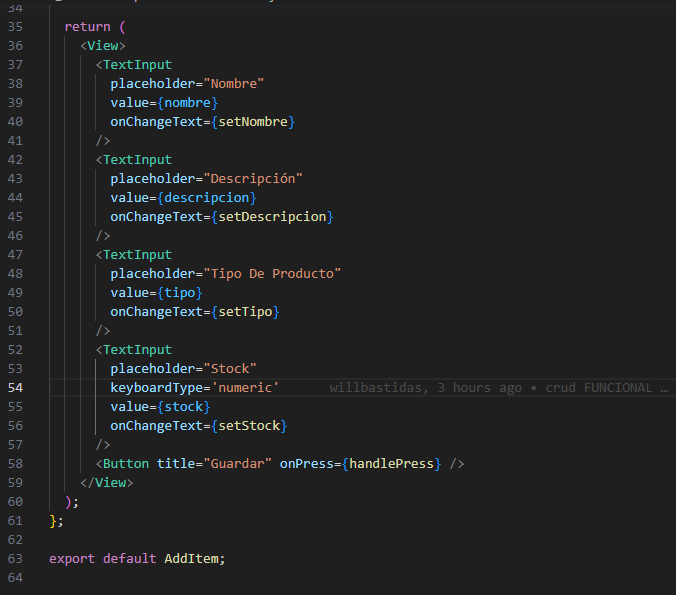 34
35 return (
36 <View>
37 <TextInput
38 placeholder="Nombre"
39 value={nombre}
40 onChangeText={setNombre}
41 />
42 <TextInput
43 placeholder="Descripción"
44 value={descripcion}
45 onChangeText={setDescripcion}
46 />
47 <TextInput
48 placeholder="Tipo De Producto"
49 value={tipo}
50 onChangeText={setTipo}
51 />
52 <TextInput
53 placeholder="Stock"
54 keyboardType='numeric' willbastidas, 3 hours ago • crud FUNCIONAL …
55 value={stock}
56 onChangeText={setStock}
57 />
58 <Button title="Guardar" onPress={handlePress} />
59 </View>
60 );
61 };
62
63 export default AddItem;
64